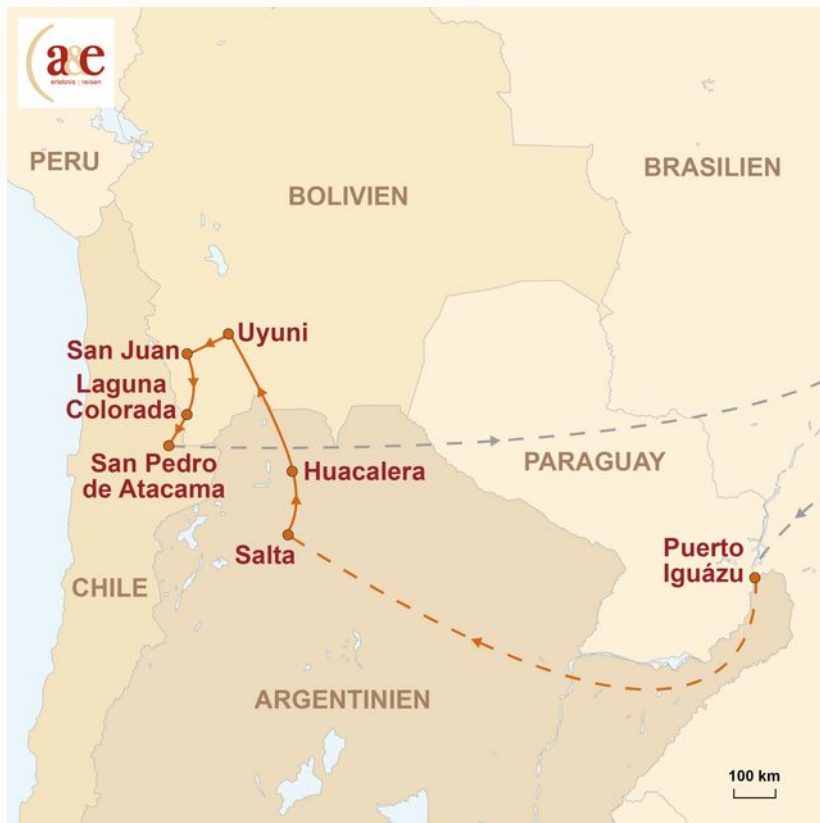 a&e
erlebnis : reisen
PERU
BOLIVIEN
BRASILIEN
Uyuni
San Juan
Laguna
Colorada
San Pedro
de Atacama
Huacalera
PARAGUAY
Salta
Puerto
Iguázu
CHILE
ARGENTINIEN
100 km